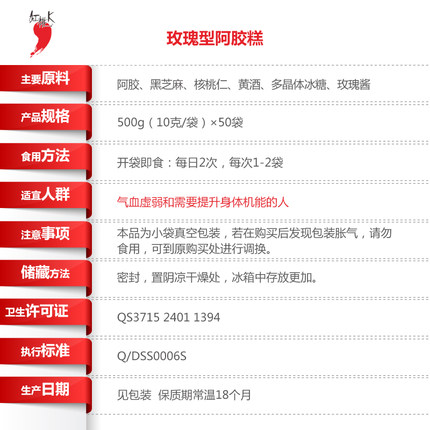 红桃K
玫瑰型阿胶糕
主要原料
阿胶、黑芝麻、核桃仁、黄酒、多晶体冰糖、玫瑰酱
产品规格
500g（10克/袋）×50袋
食用方法
开袋即食：每日2次，每次1-2袋
适宜人群
气血虚弱和需要提升身体机能的人
注意事项
本品为小袋真空包装，若在购买后发现包装胀气，请勿
食用，可到原购买处进行调换。
储藏方法
密封，置阴凉干燥处，冰箱中存放更加。
卫生许可证
QS3715 2401 1394
执行标准
Q/DSS0006S
生产日期
见包装 保质期常温18个月